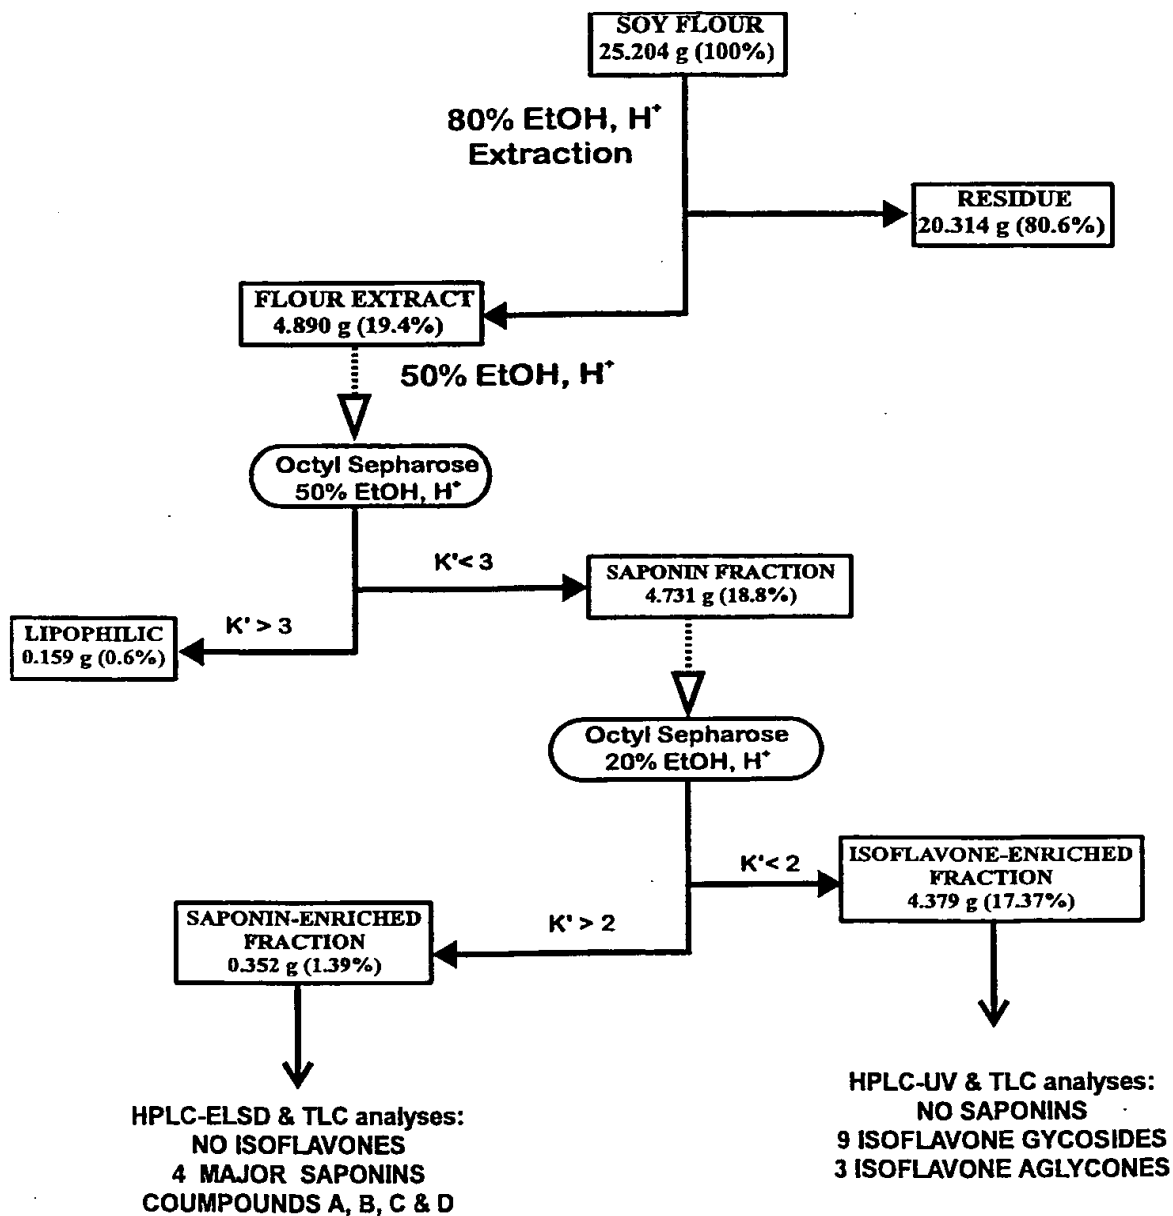 SOY FLOUR
25.204 g (100%)
80% EtOH, H⁺
Extraction
RESIDUE
20.314 g (80.6%)
FLOUR EXTRACT
4.890 g (19.4%)
50% EtOH, H⁺
Octyl Sepharose
50% EtOH, H⁺
K'< 3
SAPONIN FRACTION
4.731 g (18.8%)
K' > 3
LIPOPHILIC
0.159 g (0.6%)
Octyl Sepharose
20% EtOH, H⁺
K'< 2
ISOFLAVONE-ENRICHED
FRACTION
4.379 g (17.37%)
K' > 2
SAPONIN-ENRICHED
FRACTION
0.352 g (1.39%)
HPLC-ELSD & TLC analyses:
NO ISOFLAVONES
4 MAJOR SAPONINS
COUMPOUNDS A, B, C & D
HPLC-UV & TLC analyses:
NO SAPONINS
9 ISOFLAVONE GYCOSIDES
3 ISOFLAVONE AGLYCONES